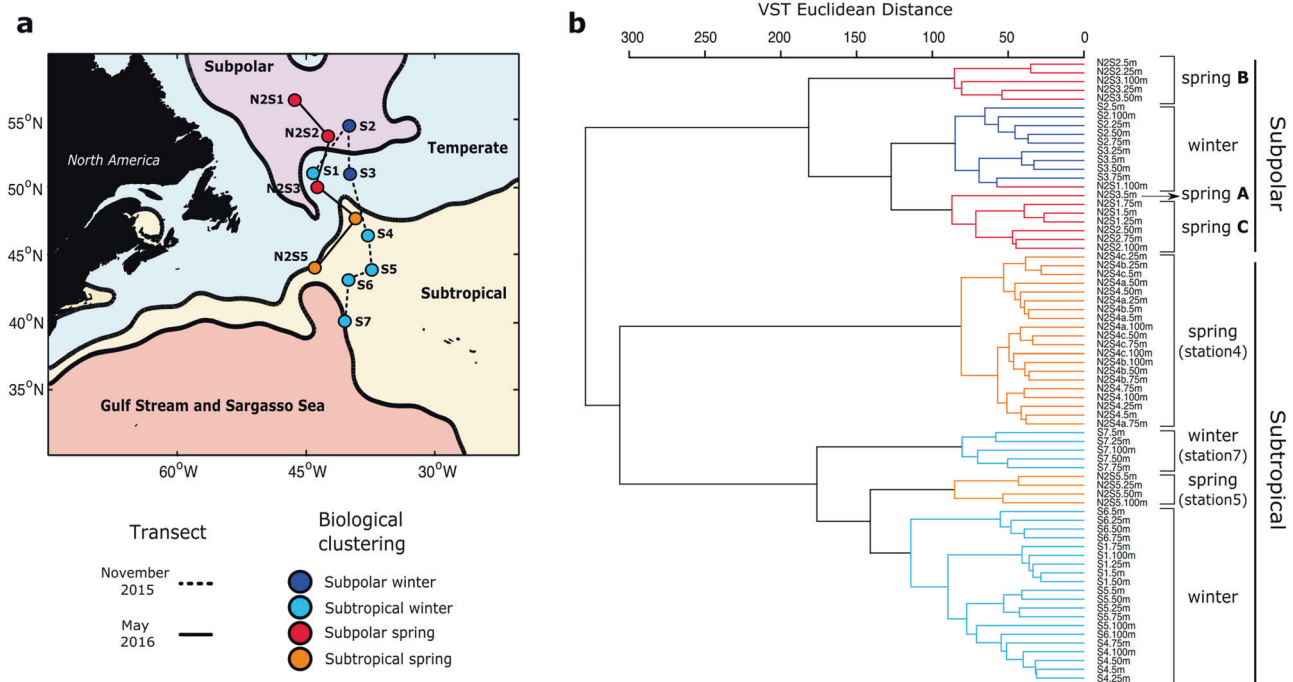 a
Subpolar
N2S1
N2S2
S2
S1
S3
N2S3
S4
S5
N2S5
S6
S7
North America
Temperate
Subtropical
Gulf Stream and Sargasso Sea
55°N
50°N
45°N
40°N
35°N
60°W
45°W
30°W
Transect
November
2015
May
2016
Biological
clustering
Subpolar winter
Subtropical winter
Subpolar spring
Subtropical spring
b
VST Euclidean Distance
300 250 200 150 100 50 0
N2S2.5m
N2S2.25m
N2S3.100m
N2S3.25m
N2S3.50m
S2.5m
S2.100m
S2.25m
S2.50m
S2.75m
S3.25m
S3.5m
S3.50m
S3.75m
N2S1.100m
N2S3.5m
N2S1.75m
N2S1.5m
N2S1.25m
N2S2.50m
N2S2.75m
N2S2.100m
N2S4c.25m
N2S4b.25m
N2S4c.5m
N2S4a.50m
N2S4.50m
N2S4a.25m
N2S4b.5m
N2S4a.5m
N2S4a.100m
N2S4c.50m
N2S4c.75m
N2S4c.100m
N2S4b.100m
N2S4b.50m
N2S4b.75m
N2S4.75m
N2S4.100m
N2S4.25m
N2S4.5m
N2S4a.75m
S7.5m
S7.25m
S7.100m
S7.50m
S7.75m
N2S5.5m
N2S5.25m
N2S5.50m
N2S5.100m
S6.5m
S6.25m
S6.50m
S6.75m
S1.75m
S1.100m
S1.25m
S1.5m
S1.50m
S5.5m
S5.50m
S5.25m
S5.75m
S5.100m
S6.100m
S4.75m
S4.100m
S4.50m
S4.5m
S4.25m
spring B
winter
spring A
spring C
spring
(station4)
winter
(station7)
spring
(station5)
winter
Subpolar
Subtropical